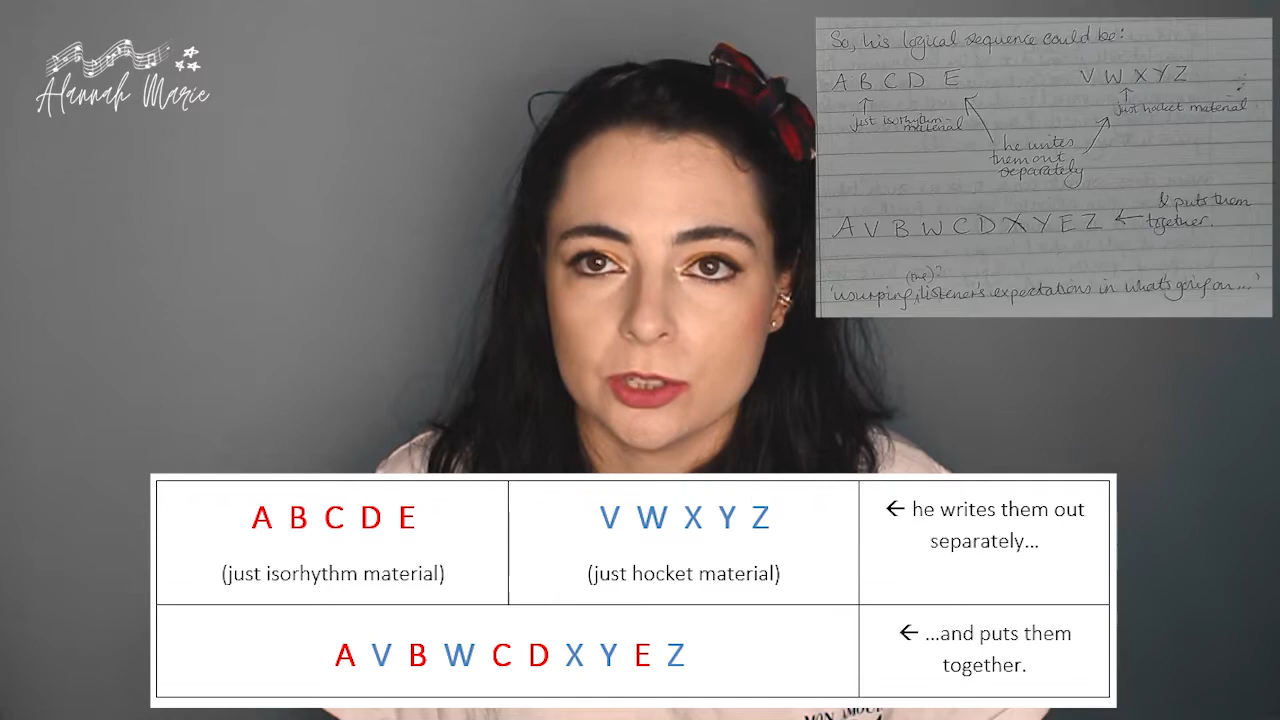 Alannah Marie
So, his logical sequence could be:
A B C D E V W X Y Z
just isorhythm material
just hocket material
he writes
them out
separately
& puts them
A V B W C D X Y E Z ← together.
(the)?
'usurping, listener's expectations in what's going on...'
A B C D E
(just isorhythm material)
V W X Y Z
(just hocket material)
← he writes them out
separately...
A V B W C D X Y E Z
← ...and puts them
together.